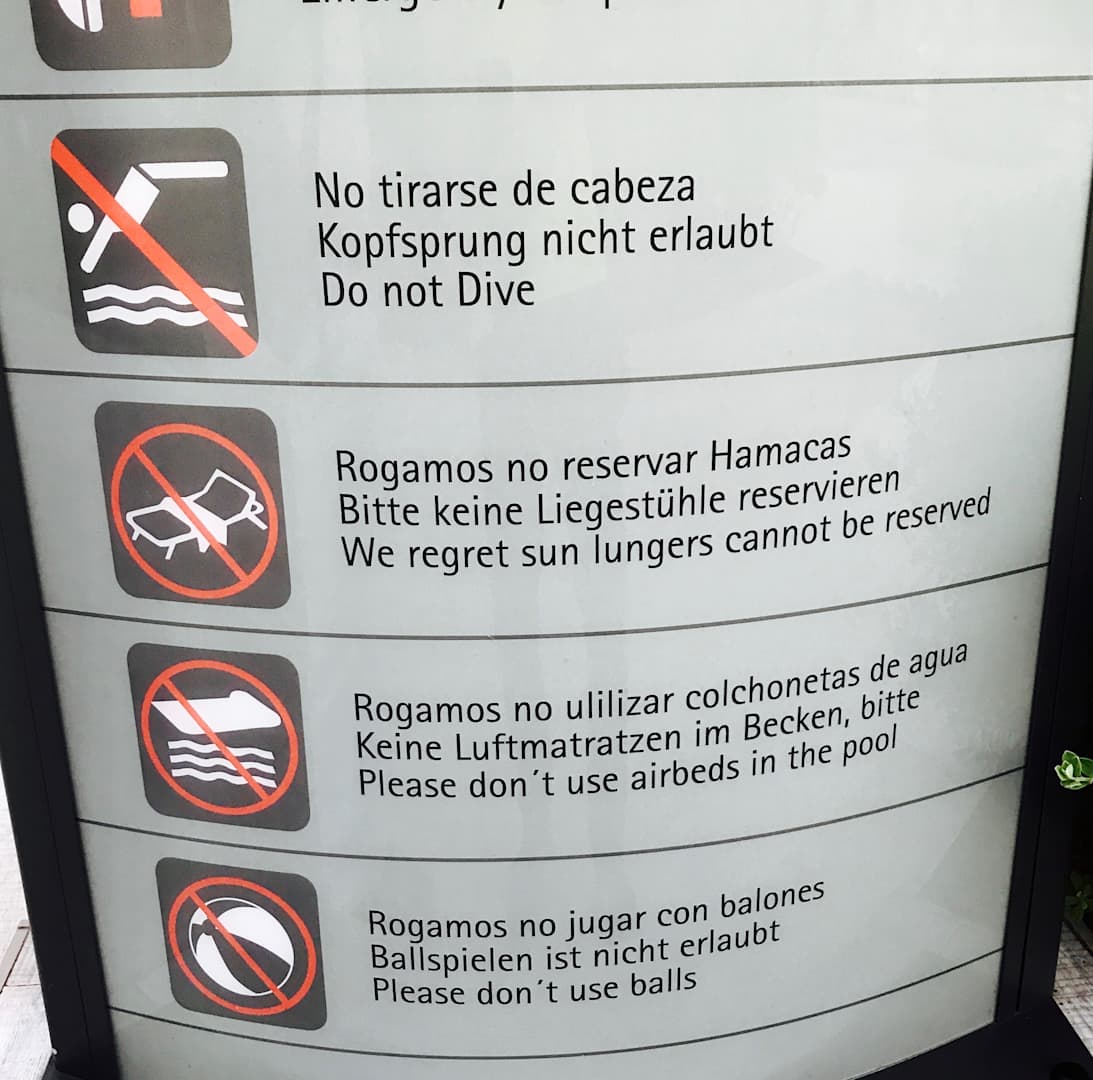 No tirarse de cabeza
Kopfsprung nicht erlaubt
Do not Dive
Rogamos no reservar Hamacas
Bitte keine Liegestühle reservieren
We regret sun lungers cannot be reserved
Rogamos no ulilizar colchonetas de agua
Keine Luftmatratzen im Becken, bitte
Please don´t use airbeds in the pool
Rogamos no jugar con balones
Ballspielen ist nicht erlaubt
Please don´t use balls